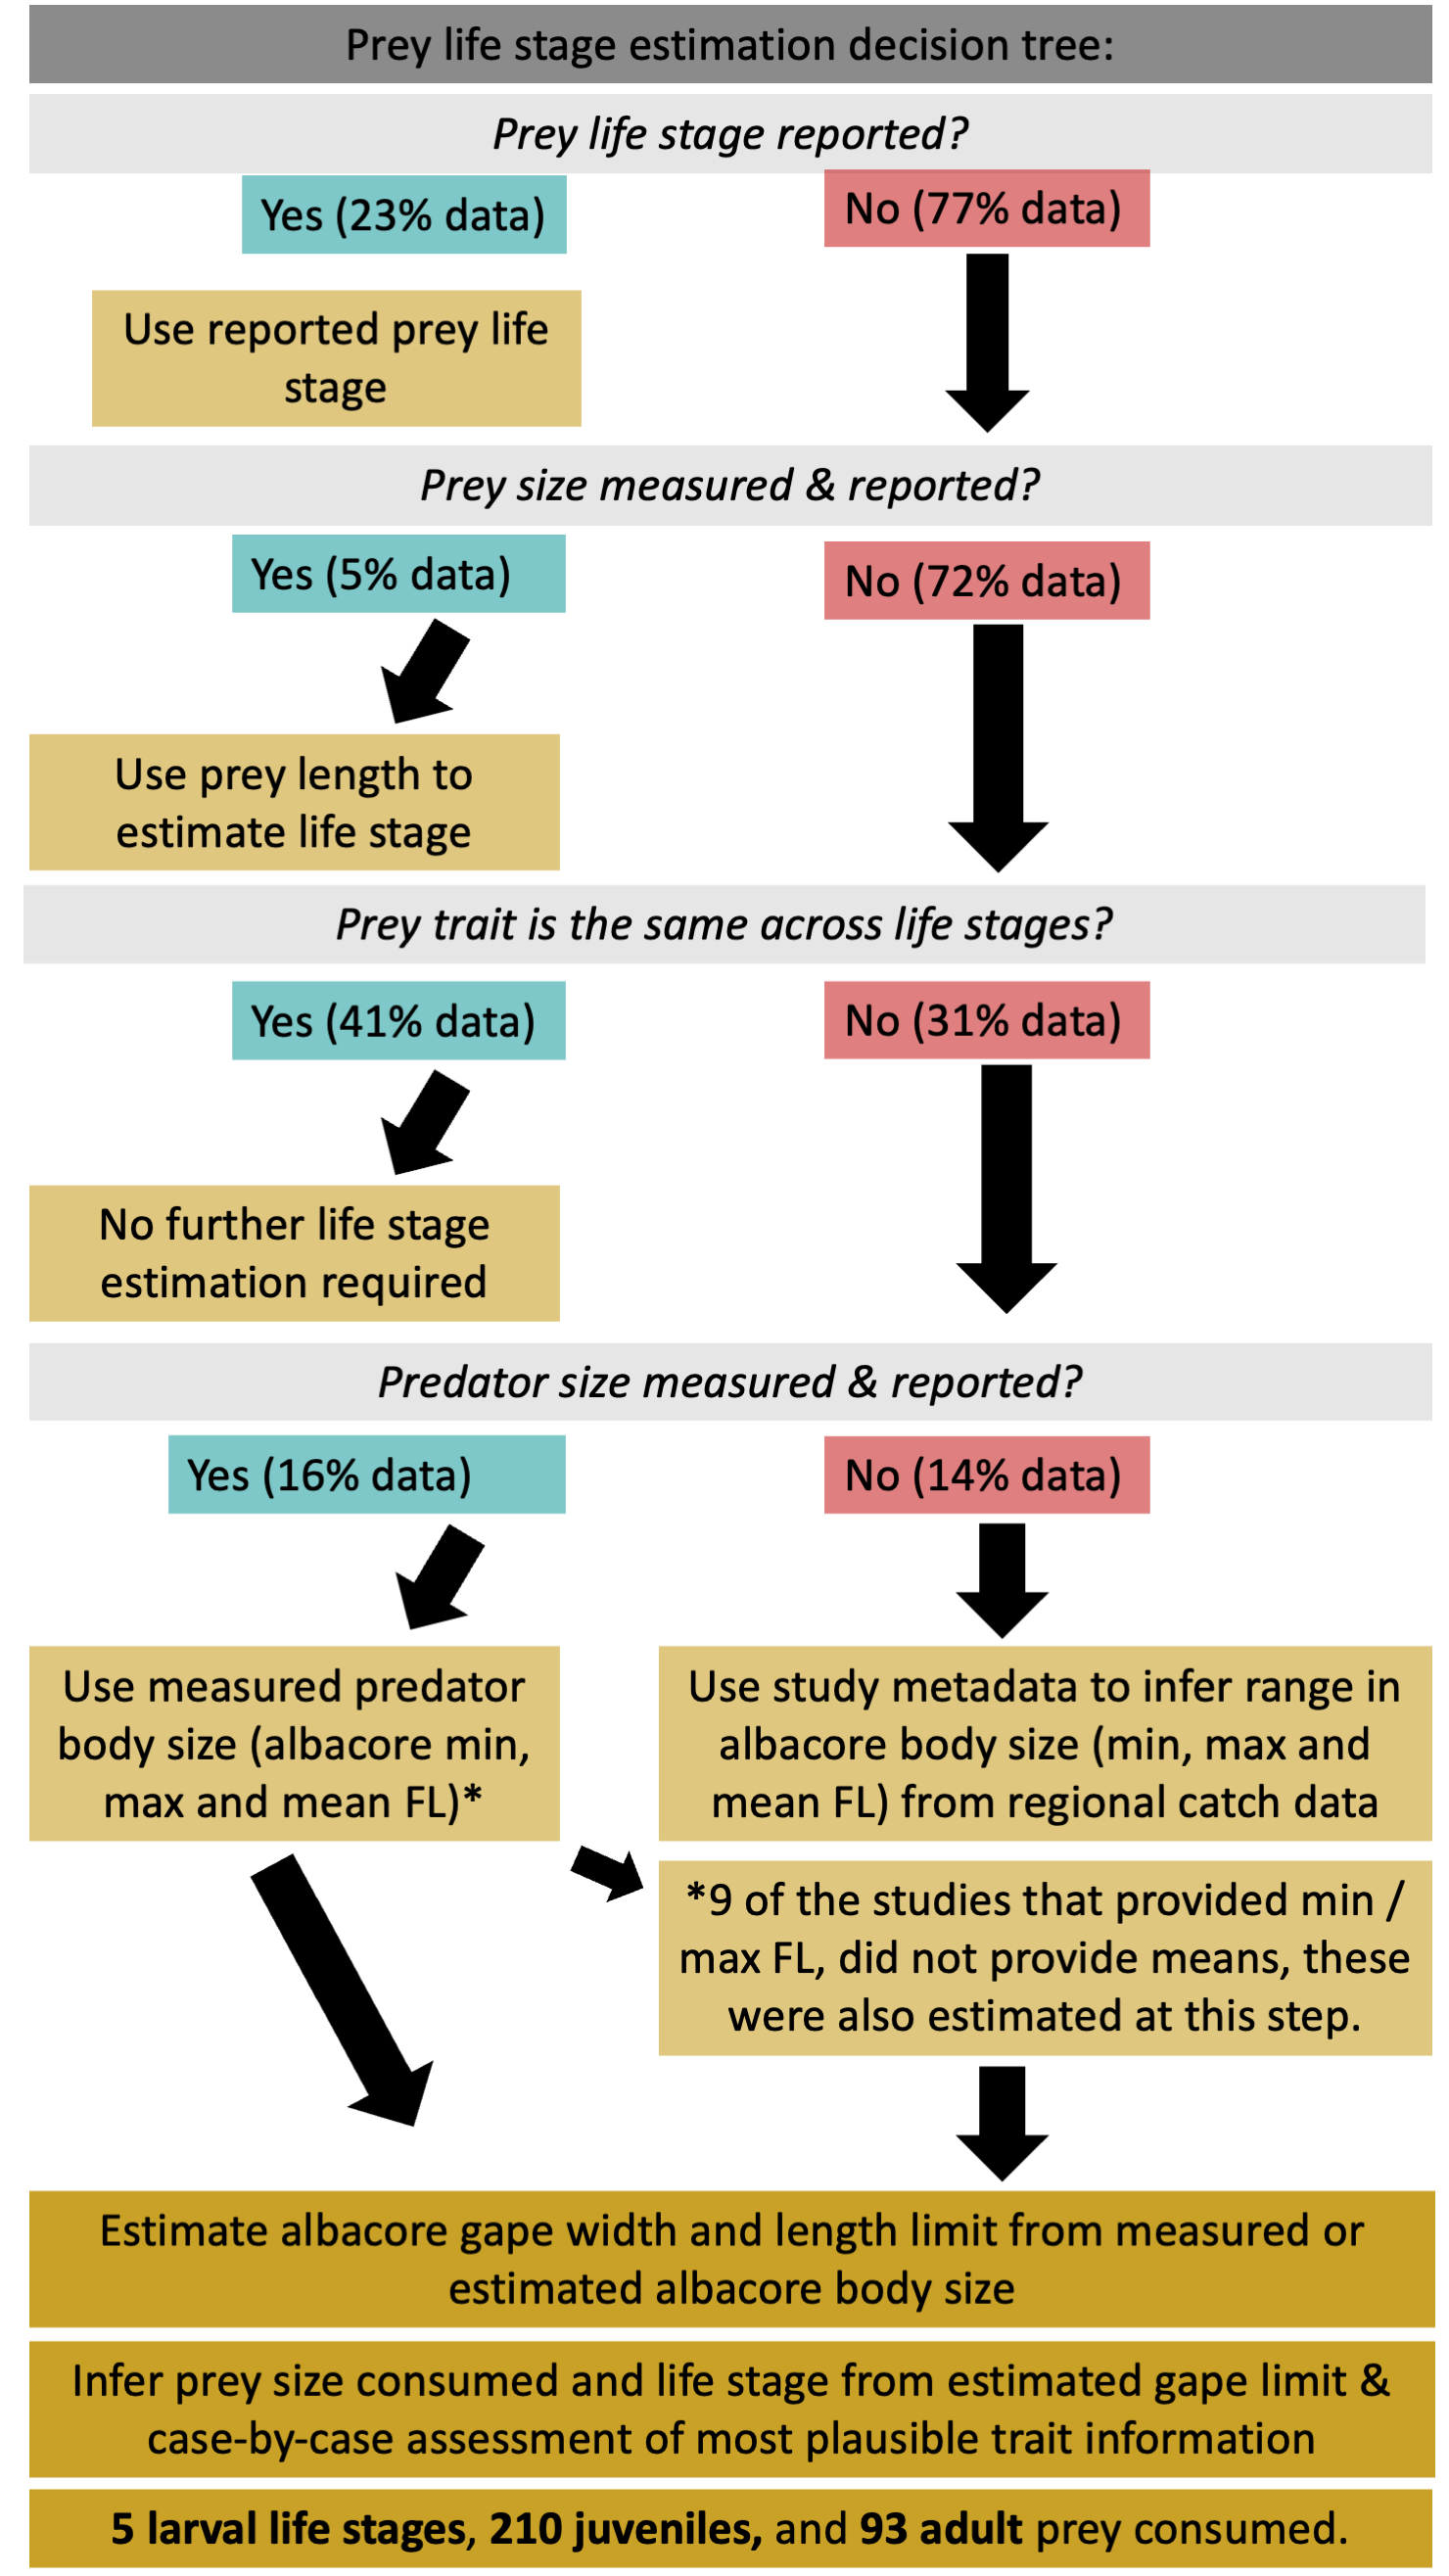 Prey life stage estimation decision tree:
Prey life stage reported?
Yes (23% data)
No (77% data)
Use reported prey life
stage
Prey size measured & reported?
Yes (5% data)
No (72% data)
Use prey length to
estimate life stage
Prey trait is the same across life stages?
Yes (41% data)
No (31% data)
No further life stage
estimation required
Predator size measured & reported?
Yes (16% data)
No (14% data)
Use measured predator
body size (albacore min,
max and mean FL)*
Use study metadata to infer range in
albacore body size (min, max and
mean FL) from regional catch data
*9 of the studies that provided min /
max FL, did not provide means, these
were also estimated at this step.
Estimate albacore gape width and length limit from measured or
estimated albacore body size
Infer prey size consumed and life stage from estimated gape limit &
case-by-case assessment of most plausible trait information
5 larval life stages, 210 juveniles, and 93 adult prey consumed.